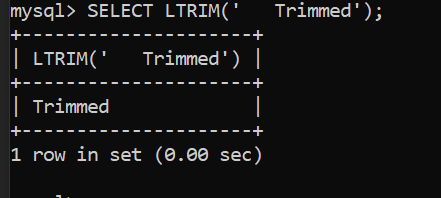 mysql> SELECT LTRIM('   Trimmed');
+---------------------+
| LTRIM('   Trimmed') |
+---------------------+
| Trimmed             |
+---------------------+
1 row in set (0.00 sec)